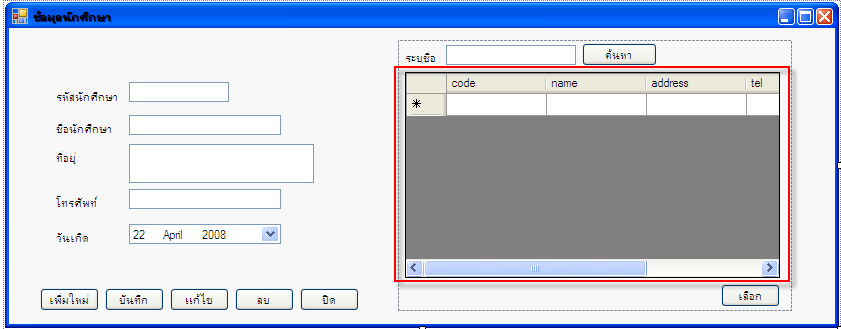 ข้อมูลนักศึกษา
ระบุชื่อ
ค้นหา
รหัสนักศึกษา
ชื่อนักศึกษา
ที่อยู่
โทรศัพท์
วันเกิด
22 April 2008
เพิ่มใหม่ บันทึก แก้ไข ลบ ปิด
code name address tel
เลือก